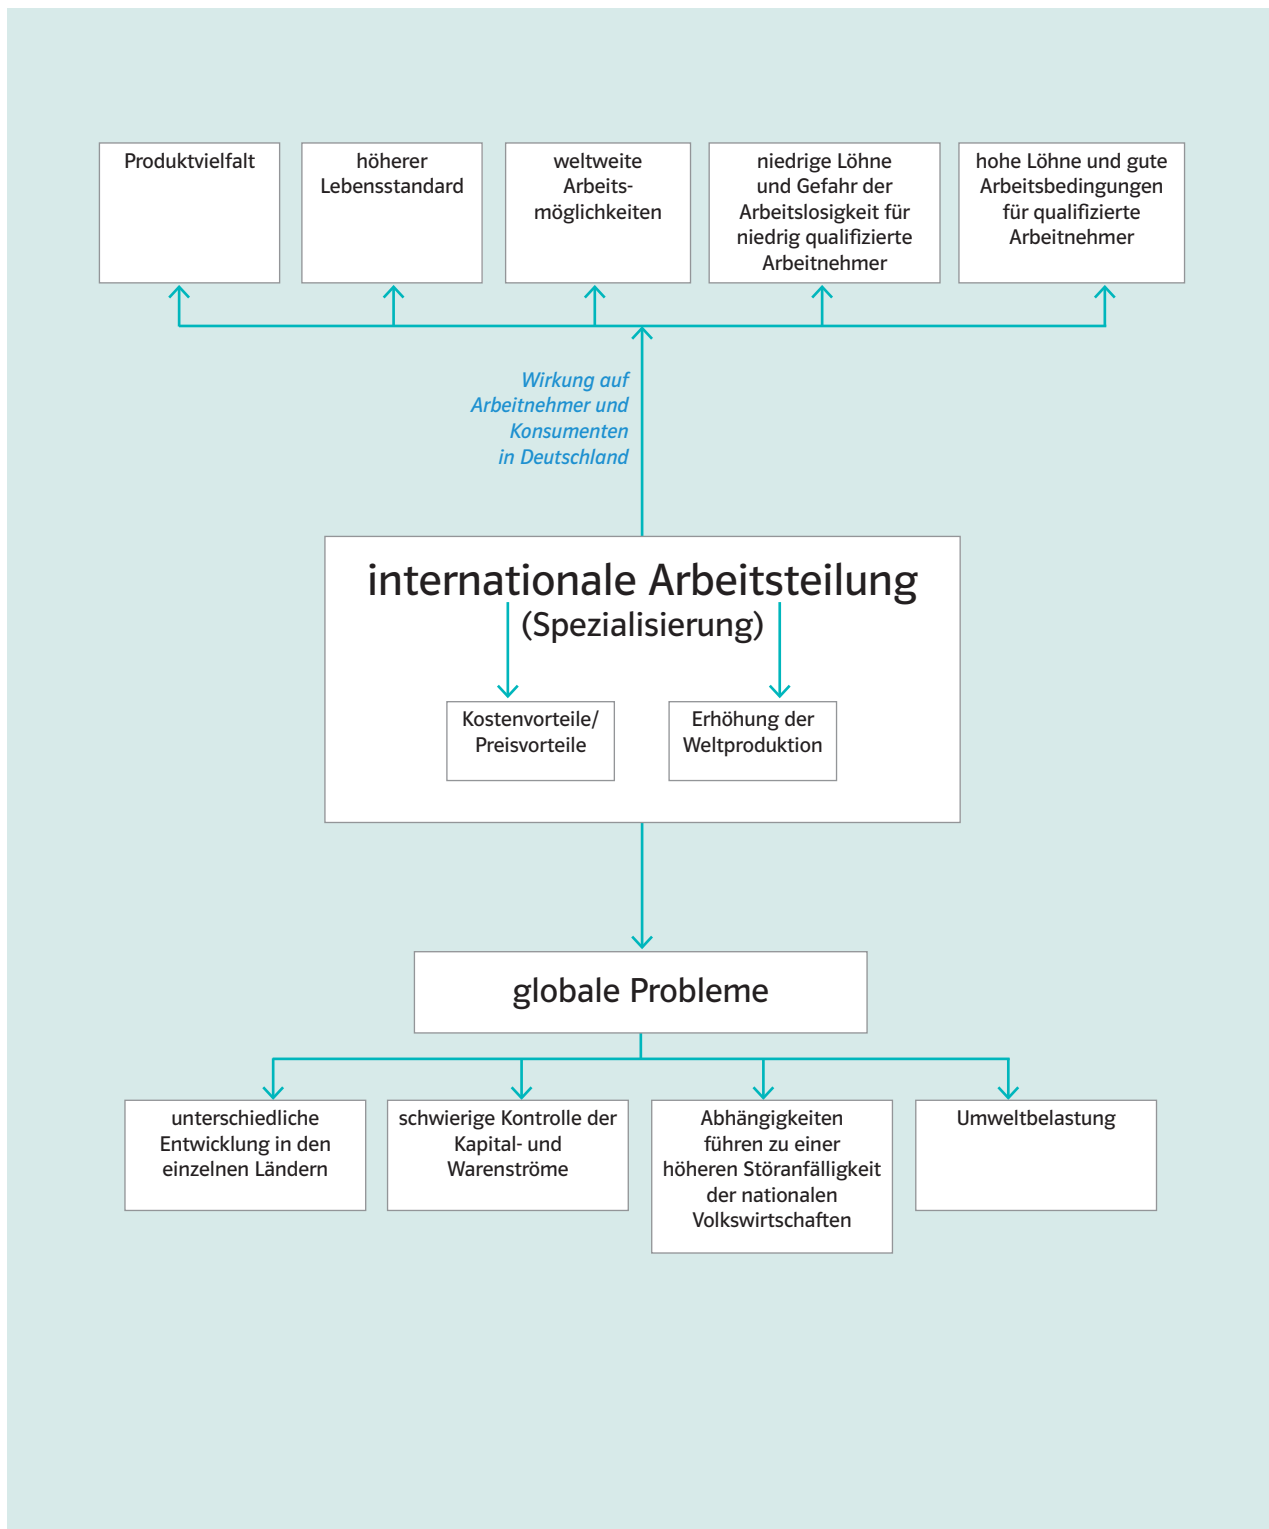 Produktvielfalt
höherer
Lebensstandard
weltweite
Arbeits-
möglichkeiten
niedrige Löhne
und Gefahr der
Arbeitslosigkeit für
niedrig qualifizierte
Arbeitnehmer
hohe Löhne und gute
Arbeitsbedingungen
für qualifizierte
Arbeitnehmer
Wirkung auf
Arbeitnehmer und
Konsumenten
in Deutschland
internationale Arbeitsteilung
(Spezialisierung)
Kostenvorteile/
Preisvorteile
Erhöhung der
Weltproduktion
globale Probleme
unterschiedliche
Entwicklung in den
einzelnen Ländern
schwierige Kontrolle der
Kapital- und
Warenströme
Abhängigkeiten
führen zu einer
höheren Störanfälligkeit
der nationalen
Volkswirtschaften
Umweltbelastung